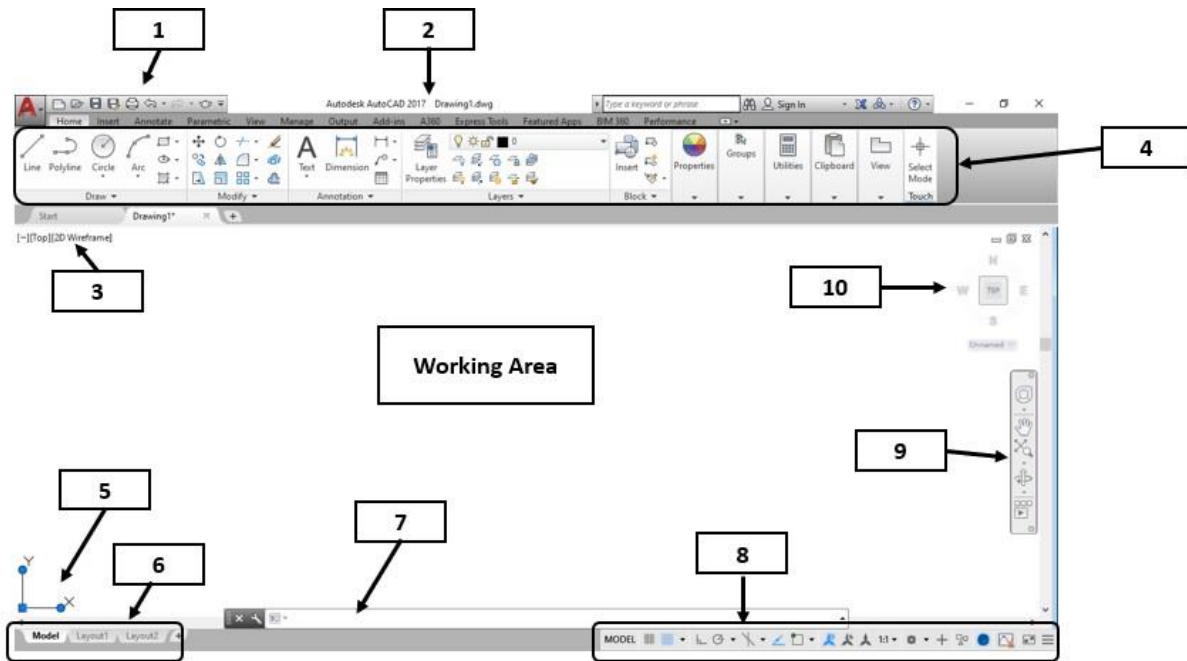 1
2
A
Autodesk AutoCAD 2017 Drawing1.dwg
Type a keyword or phrase
Sign In
Home Insert Annotate Parametric View Manage Output Add-ins A360 Express Tools Featured Apps BIM 360 Performance
4
0
Line Polyline Circle Arc
A
Text Dimension
Layer
Properties
Insert
Properties
Groups
Utilities
Clipboard
View
Select
Mode
Draw Modify Annotation Layers Block Touch
Start Drawing1* +
[−][Top][2D Wireframe]
3
N
W TOP E
S
Unnamed
10
Working Area
9
5
6
7
8
Y
X
Model Layout1 Layout2 +
MODEL 1:1